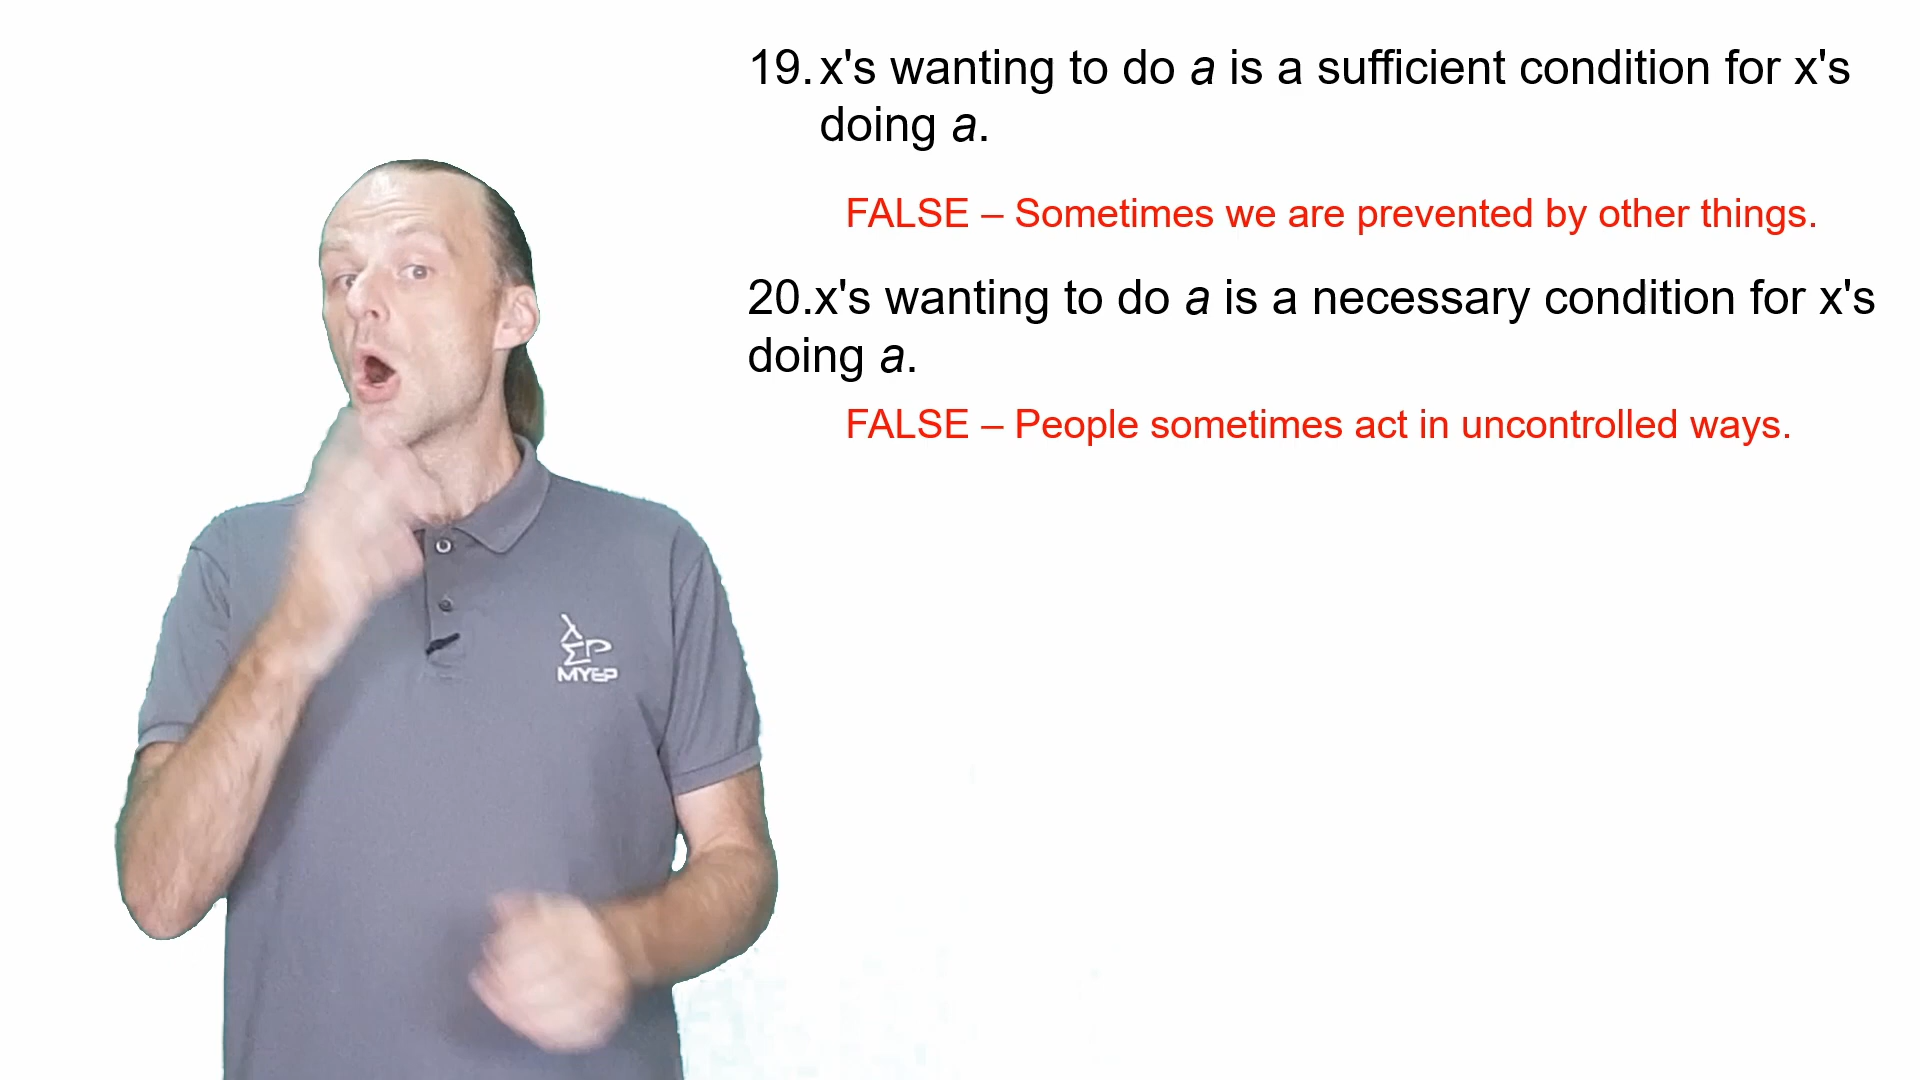 19. x's wanting to do a is a sufficient condition for x's
doing a.
FALSE – Sometimes we are prevented by other things.
20.x's wanting to do a is a necessary condition for x's
doing a.
FALSE – People sometimes act in uncontrolled ways.
MYEP